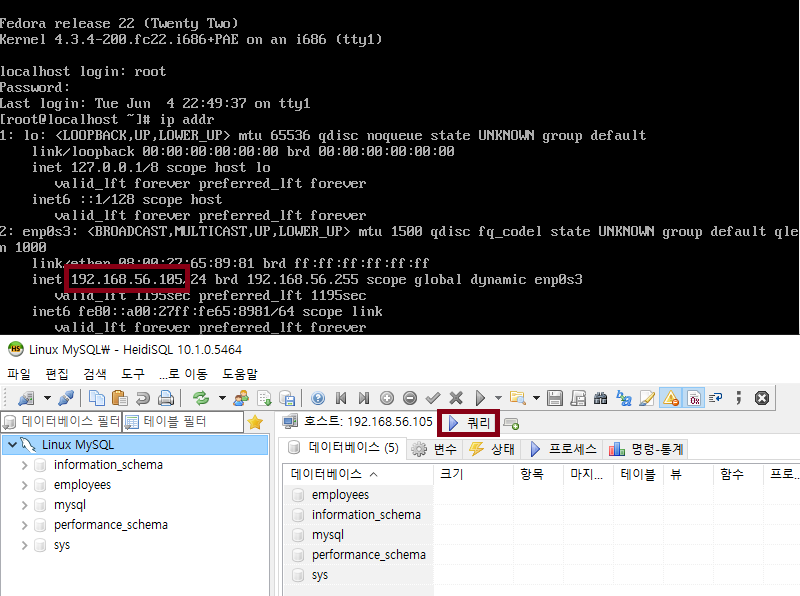 Fedora release 22 (Twenty Two)
Kernel 4.3.4-200.fc22.i686+PAE on an i686 (tty1)
localhost login: root
Password:
Last login: Tue Jun  4 22:49:37 on tty1
[root@localhost ~]# ip addr
1: lo: <LOOPBACK,UP,LOWER_UP> mtu 65536 qdisc noqueue state UNKNOWN group default
link/loopback 00:00:00:00:00:00 brd 00:00:00:00:00:00
inet 127.0.0.1/8 scope host lo
valid_lft forever preferred_lft forever
inet6 ::1/128 scope host
valid_lft forever preferred_lft forever
2: enp0s3: <BROADCAST,MULTICAST,UP,LOWER_UP> mtu 1500 qdisc fq_codel state UNKNOWN group default qle
n 1000
link/ether 08:00:27:65:89:81 brd ff:ff:ff:ff:ff:ff
inet 192.168.56.105/24 brd 192.168.56.255 scope global dynamic enp0s3
valid_lft 1195sec preferred_lft 1195sec
inet6 fe80::a00:27ff:fe65:8981/64 scope link
valid_lft forever preferred_lft forever
HS Linux MySQL₩ - HeidiSQL 10.1.0.5464
파일 편집 검색 도구 ...로 이동 도움말
데이터베이스 필터 테이블 필터 호스트: 192.168.56.105 쿼리
Linux MySQL
information_schema
employees
mysql
performance_schema
sys
데이터베이스 (5) 변수 상태 프로세스 명령-통계
데이터베이스 크기 항목 마지... 테이블 뷰 함수 프로...
employees
information_schema
mysql
performance_schema
sys